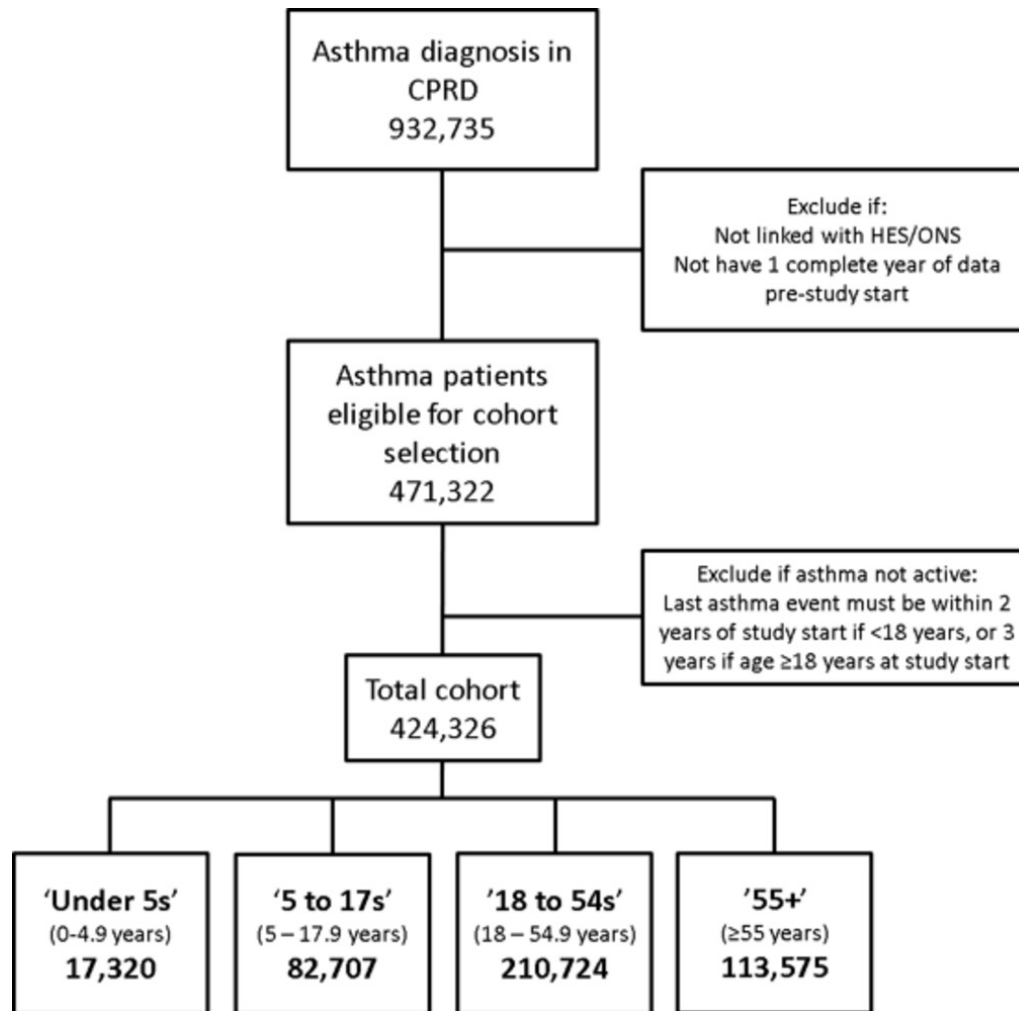 Asthma diagnosis in
CPRD
932,735
Exclude if:
Not linked with HES/ONS
Not have 1 complete year of data
pre-study start
Asthma patients
eligible for cohort
selection
471,322
Exclude if asthma not active:
Last asthma event must be within 2
years of study start if <18 years, or 3
years if age ≥18 years at study start
Total cohort
424,326
‘Under 5s’
(0-4.9 years)
17,320
‘5 to 17s’
(5 – 17.9 years)
82,707
’18 to 54s’
(18 – 54.9 years)
210,724
’55+’
(≥55 years)
113,575